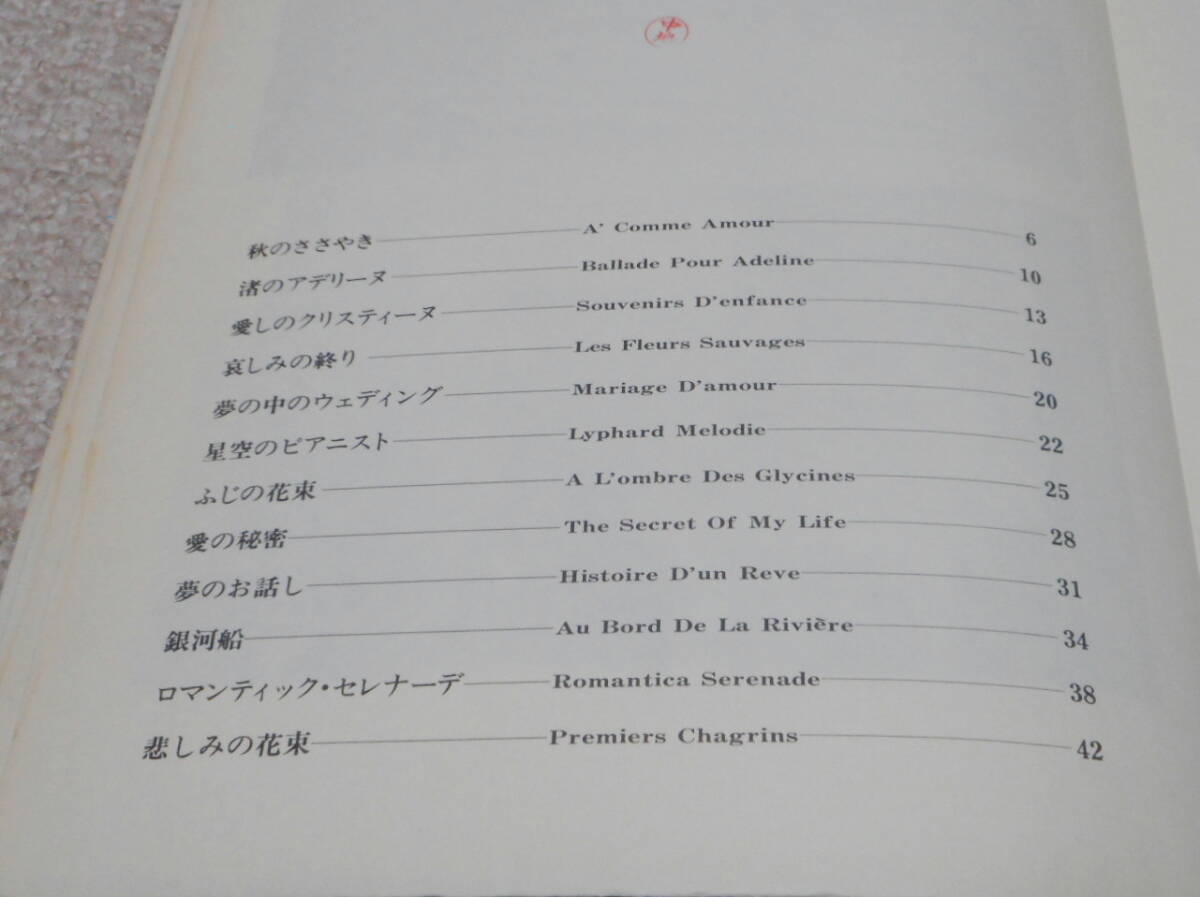 秋のささやき A' Comme Amour 6
渚のアデリーヌ Ballade Pour Adeline 10
愛しのクリスティーヌ Souvenirs D'enfance 13
哀しみの終り Les Fleurs Sauvages 16
夢の中のウェディング Mariage D'amour 20
星空のピアニスト Lyphard Melodie 22
ふじの花束 A L'ombre Des Glycines 25
愛の秘密 The Secret Of My Life 28
夢のお話し Histoire D'un Reve 31
銀河船 Au Bord De La Rivière 34
ロマンティック・セレナーデ Romantica Serenade 38
悲しみの花束 Premiers Chagrins 42